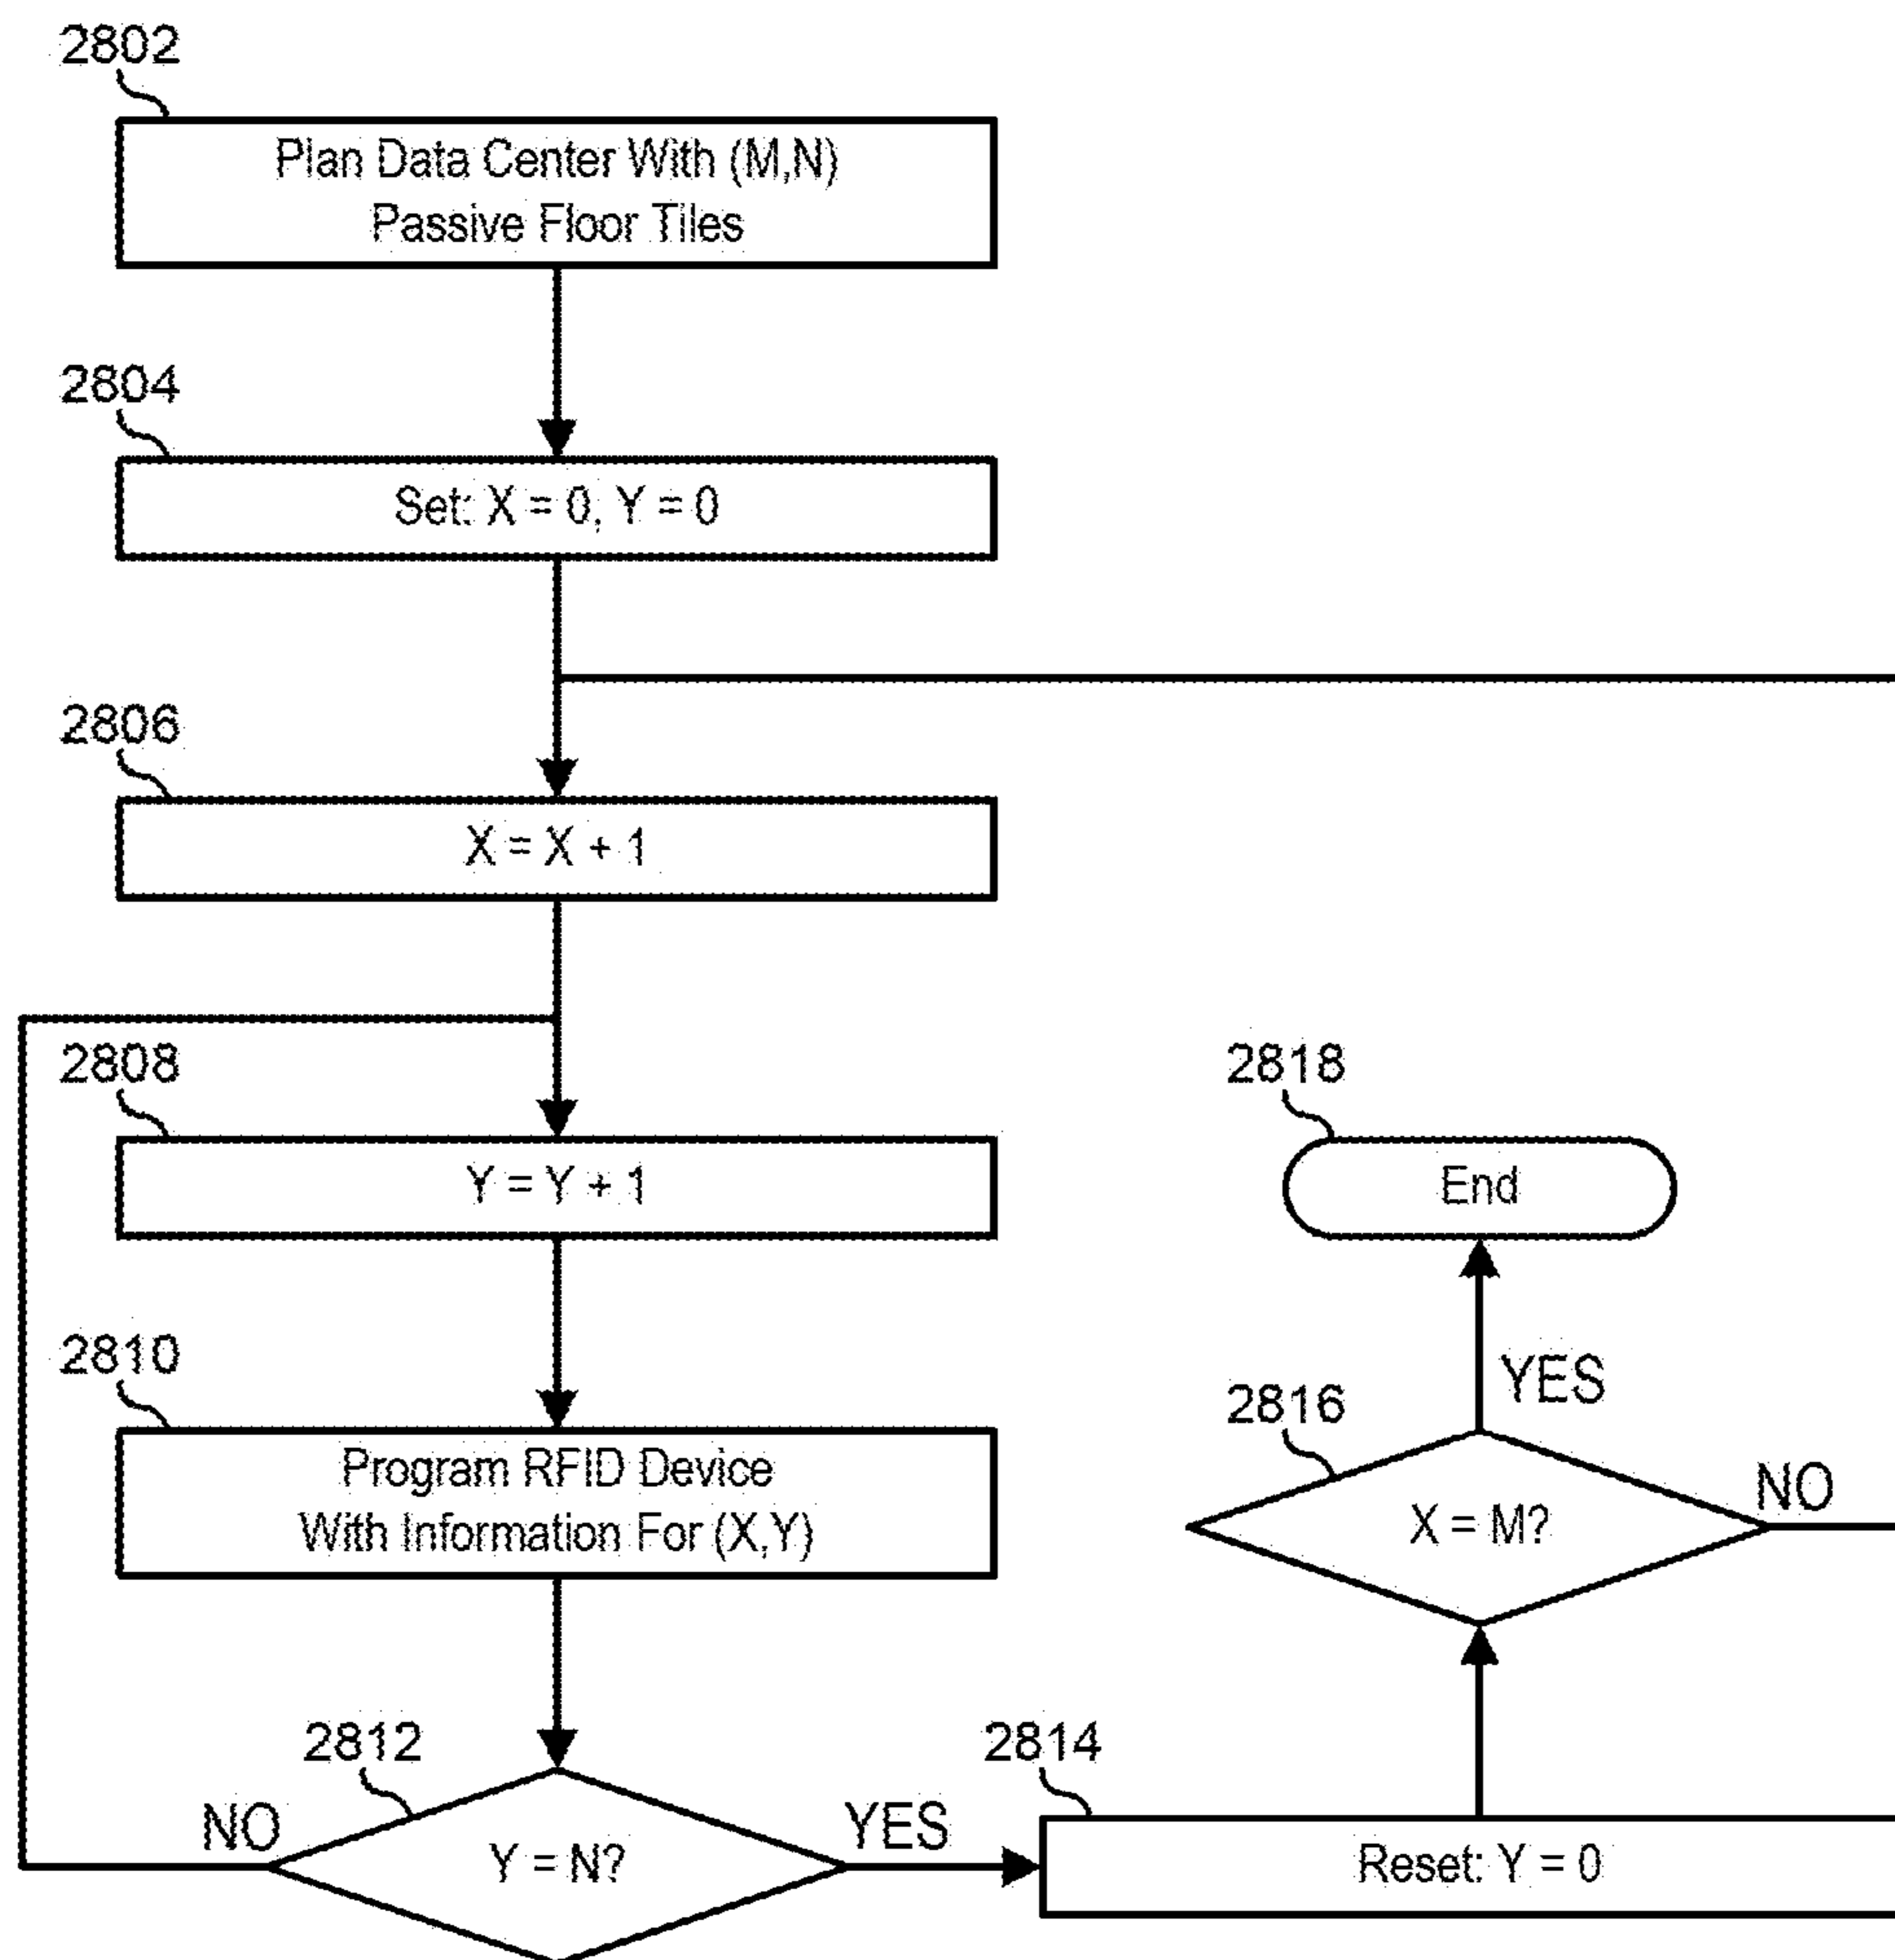 2802
Plan Data Center With (M,N)
Passive Floor Tiles
2804
Set: X = 0, Y = 0
2806
X = X + 1
2808
Y = Y + 1
2810
Program RFID Device
With Information For (X,Y)
2812
NO
Y = N?
YES
2814
Reset: Y = 0
2816
X = M?
NO
YES
2818
End